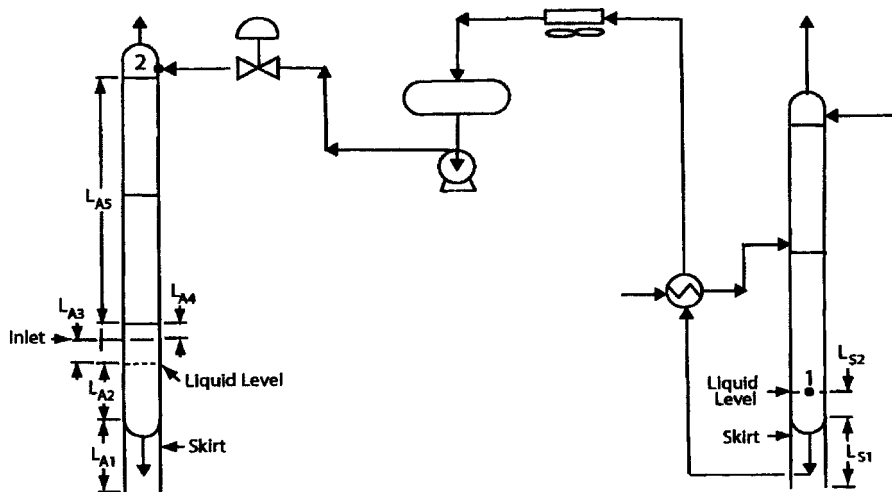 2
L_A5
L_A4
L_A3
Inlet
Liquid Level
L_A2
Skirt
L_A1
1
L_S2
Liquid
Level
Skirt
L_S1